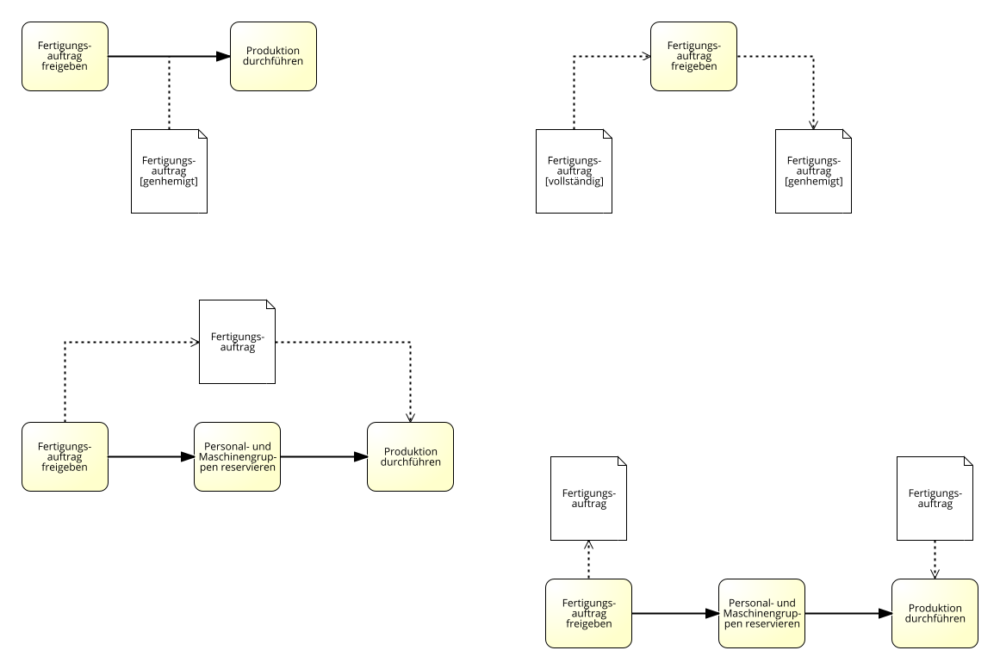 Fertigungs-
auftrag
freigeben
Produktion
durchführen
Fertigungs-
auftrag
[genhemigt]
Fertigungs-
auftrag
freigeben
Fertigungs-
auftrag
[vollständig]
Fertigungs-
auftrag
[genhemigt]
Fertigungs-
auftrag
Fertigungs-
auftrag
freigeben
Personal- und
Maschinengrup-
pen reservieren
Produktion
durchführen
Fertigungs-
auftrag
Fertigungs-
auftrag
Fertigungs-
auftrag
freigeben
Personal- und
Maschinengrup-
pen reservieren
Produktion
durchführen